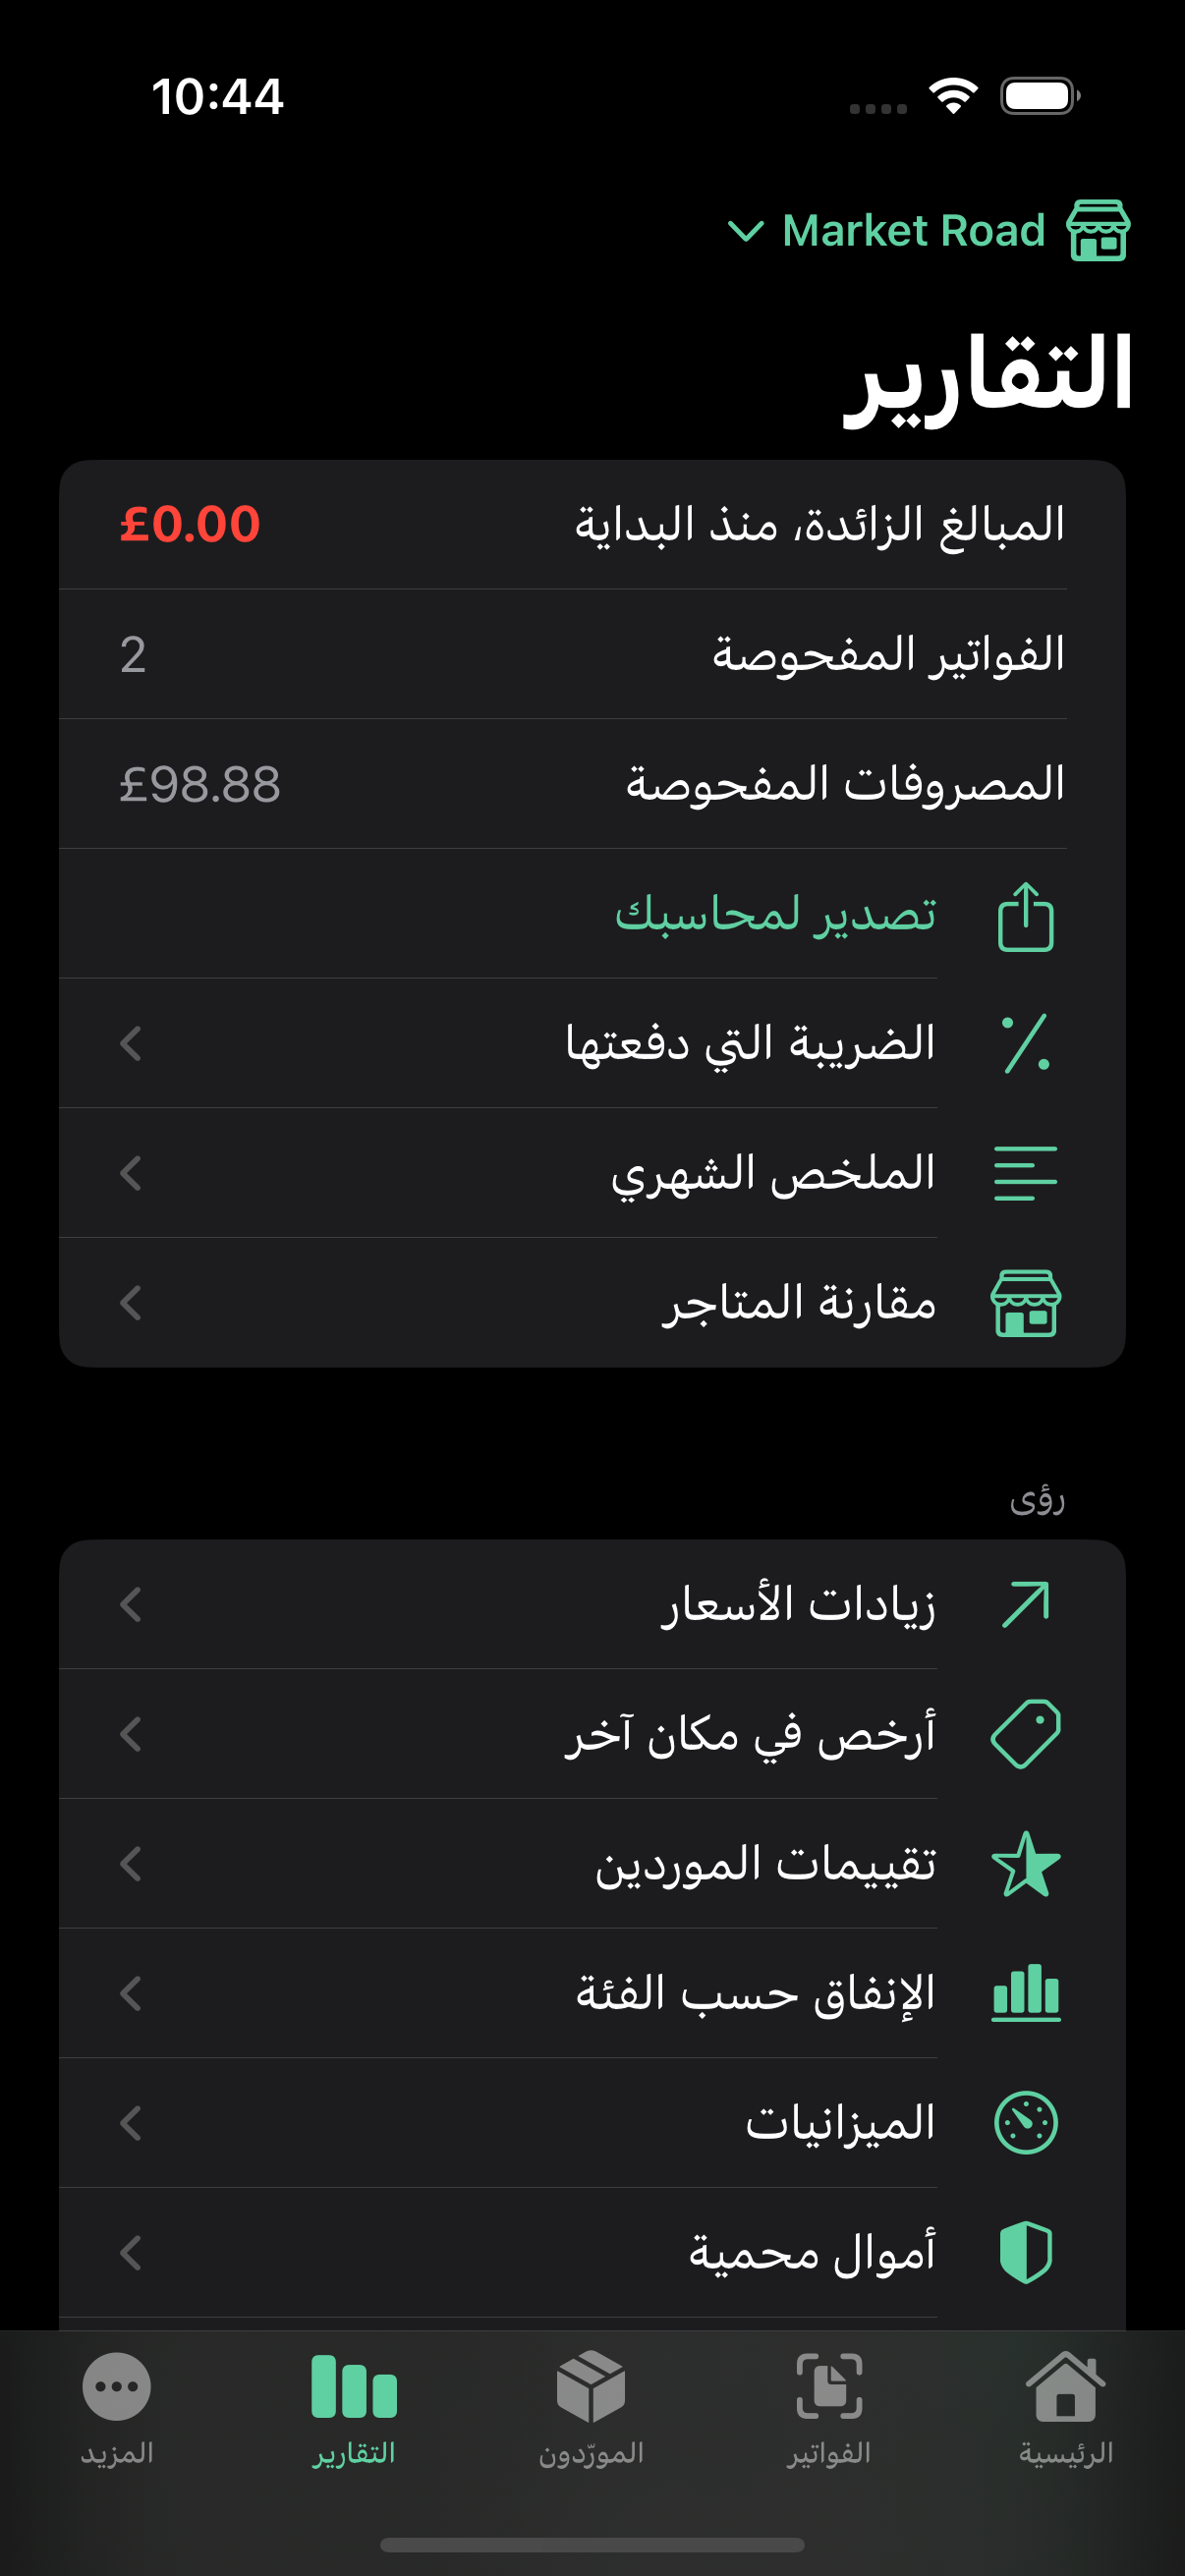 10:44
Market Road
التقارير
المبالغ الزائدة، منذ البداية £0.00
الفواتير المفحوصة 2
المصروفات المفحوصة £98.88
تصدير لمحاسبك
الضريبة التي دفعتها
الملخص الشهري
مقارنة المتاجر
رؤى
زيادات الأسعار
أرخص في مكان آخر
تقييمات الموردين
الإنفاق حسب الفئة
الميزانيات
أموال محمية
الرئيسية الفواتير المورّدون التقارير المزيد